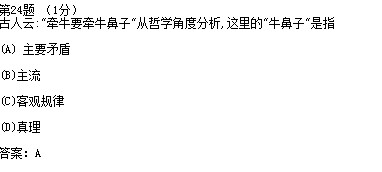 第24题 （1分）
古人云:“牵牛要牵牛鼻子”从哲学角度分析,这里的“牛鼻子”是指
(A) 主要矛盾
(B)主流
(C)客观规律
(D)真理
答案: A